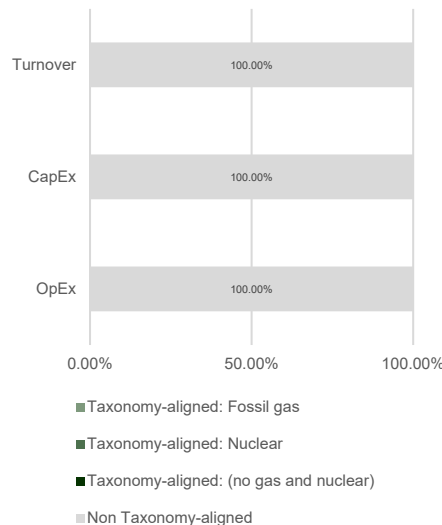 Turnover
100.00%
CapEx
100.00%
OpEx
100.00%
0.00% 50.00% 100.00%
Taxonomy-aligned: Fossil gas
Taxonomy-aligned: Nuclear
Taxonomy-aligned: (no gas and nuclear)
Non Taxonomy-aligned